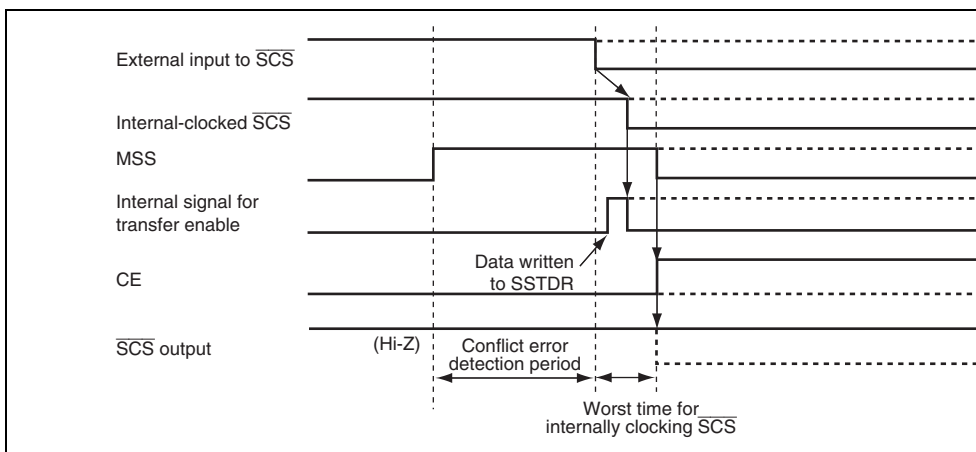 External input to SCS
Internal-clocked SCS
MSS
Internal signal for
transfer enable
Data written
to SSTDR
CE
SCS output
(Hi-Z)
Conflict error
detection period
Worst time for
internally clocking SCS